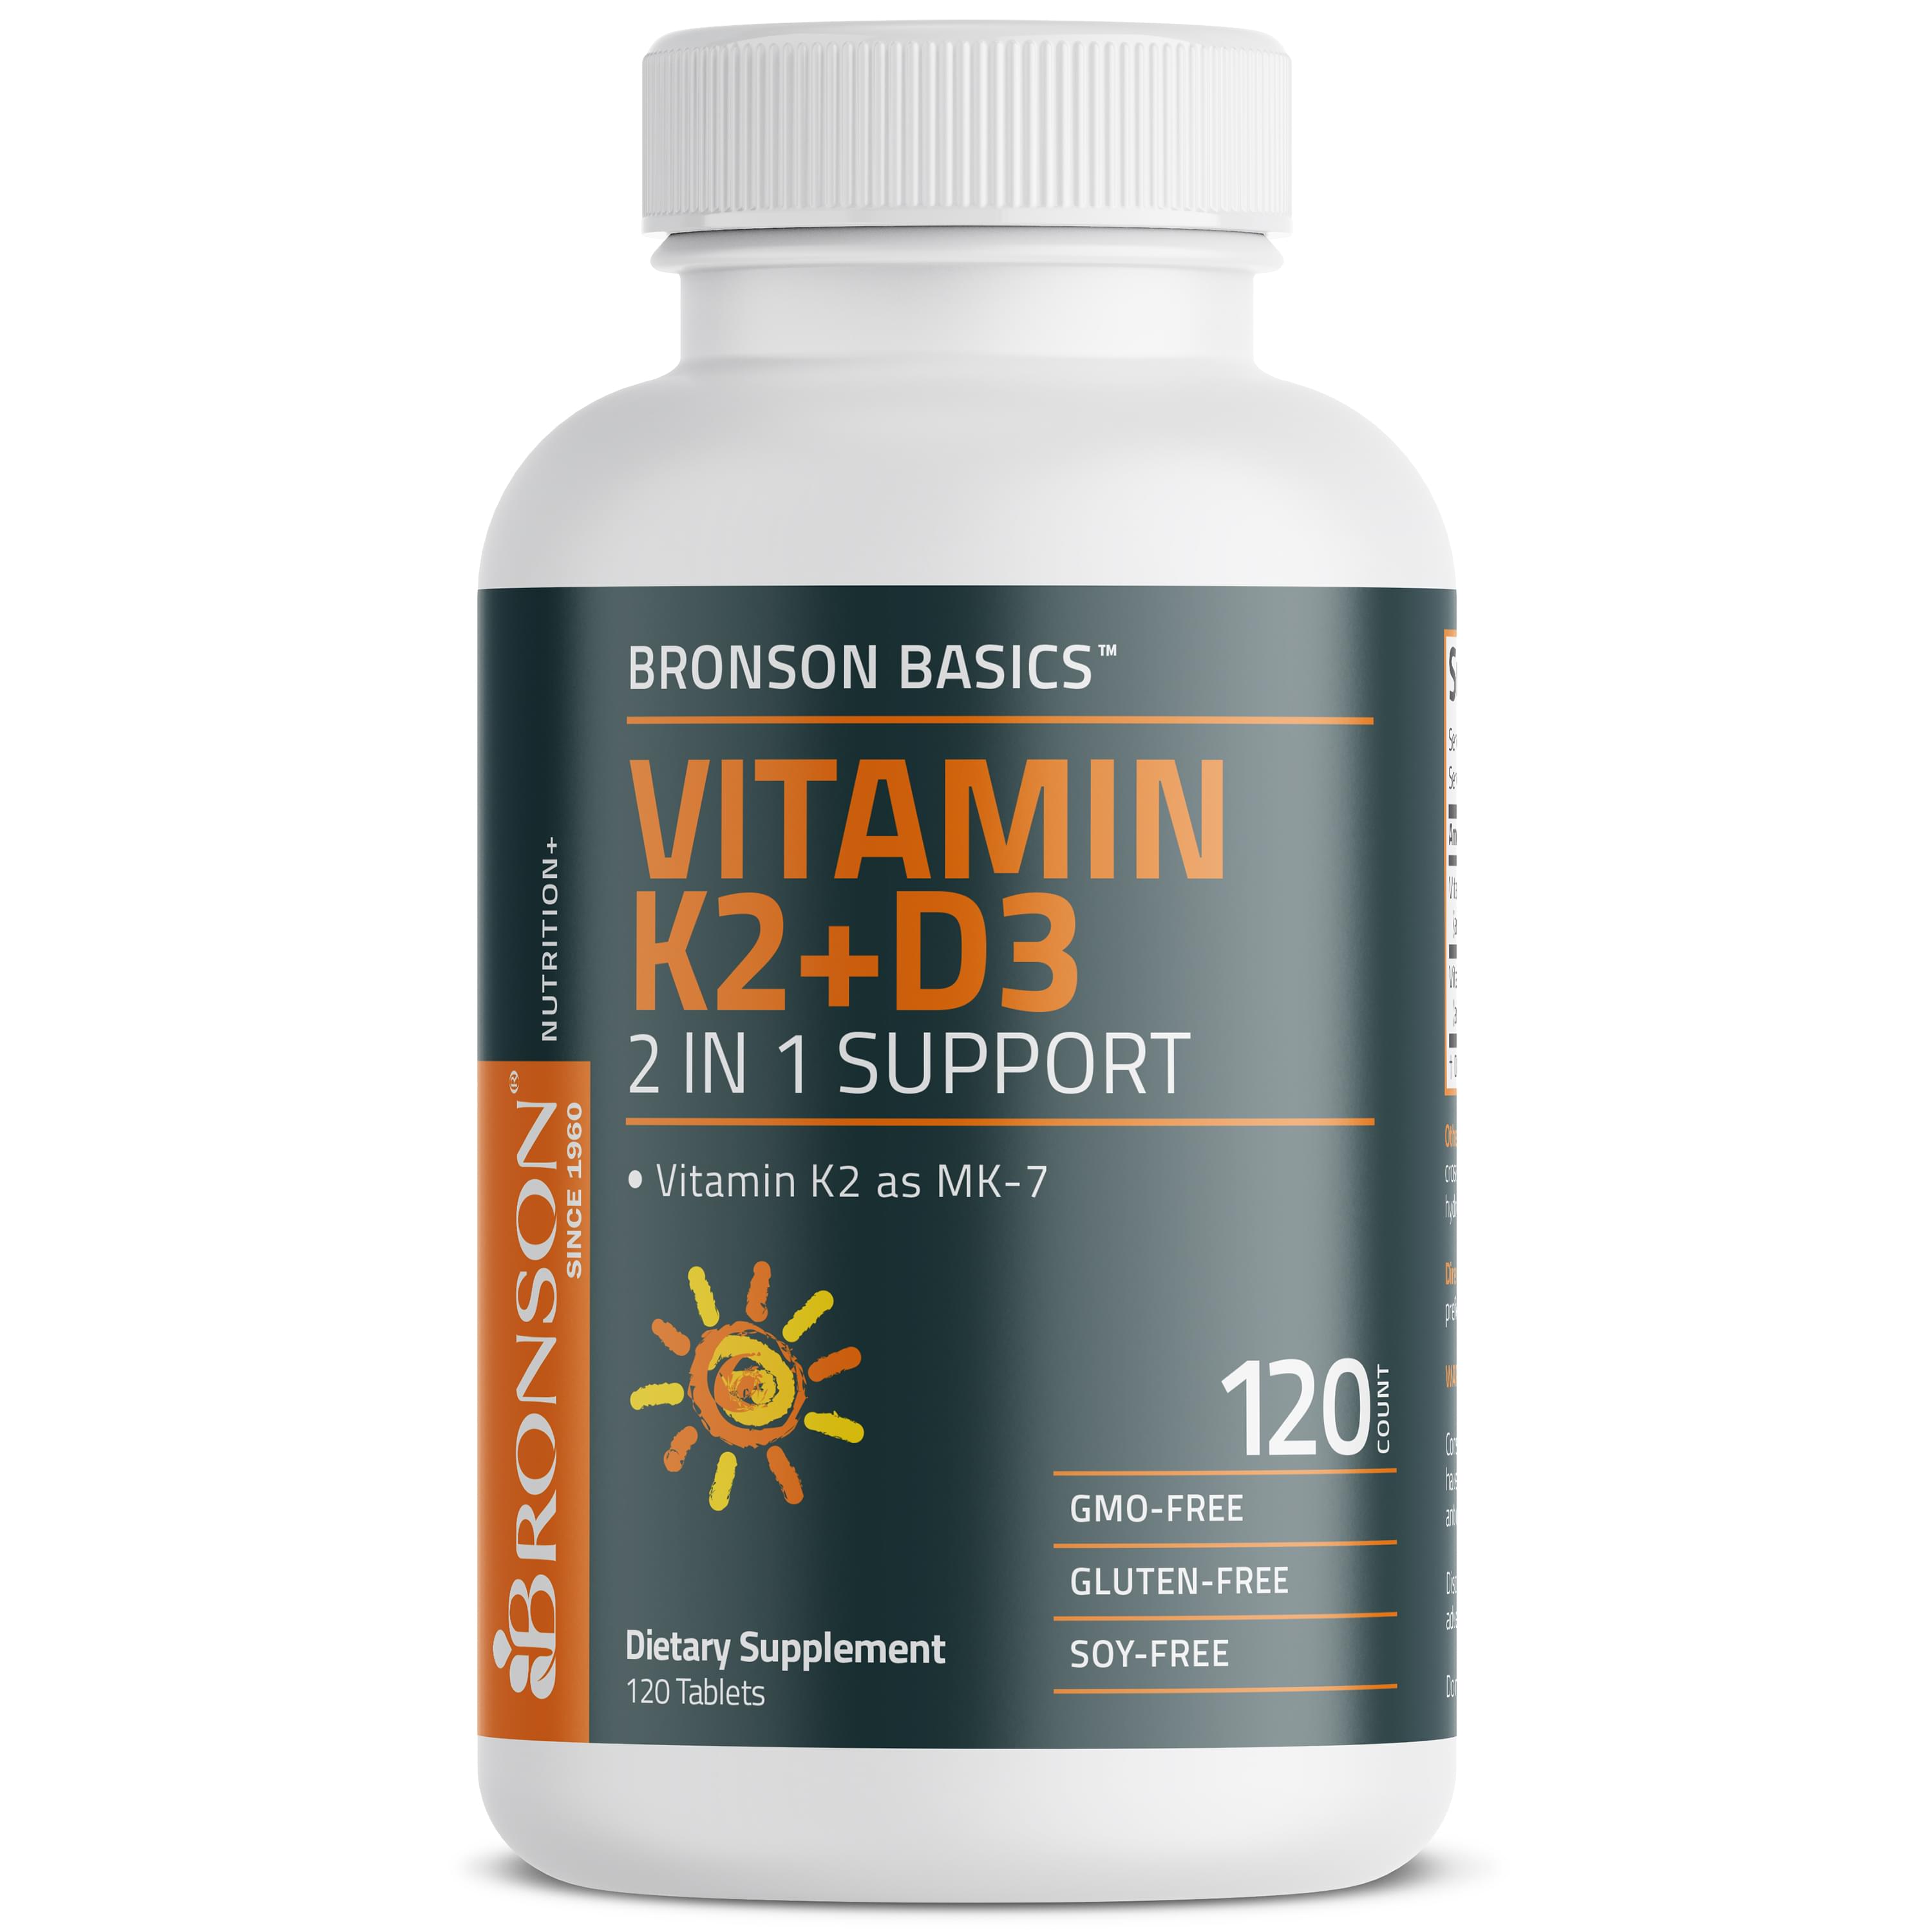 BRONSON BASICS™
VITAMIN
K2+D3
2 IN 1 SUPPORT
• Vitamin K2 as MK-7
120
COUNT
GMO-FREE
GLUTEN-FREE
SOY-FREE
Dietary Supplement
120 Tablets
BRONSON®
SINCE 1960
NUTRITION+